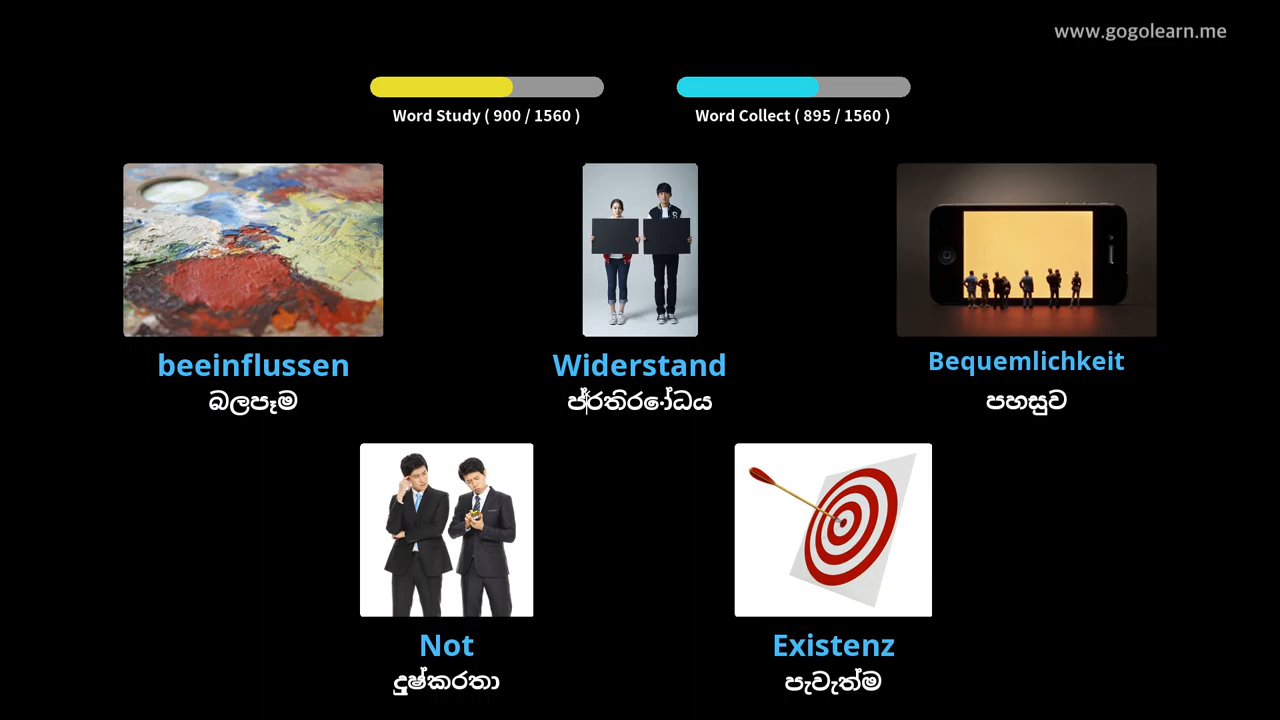 www.gogolearn.me
Word Study ( 900 / 1560 )
Word Collect ( 895 / 1560 )
beeinflussen
බලපෑම
Widerstand
ප්රතිරෝධය
Bequemlichkeit
පහසුව
Not
දුෂ්කරතා
Existenz
පැවැත්ම